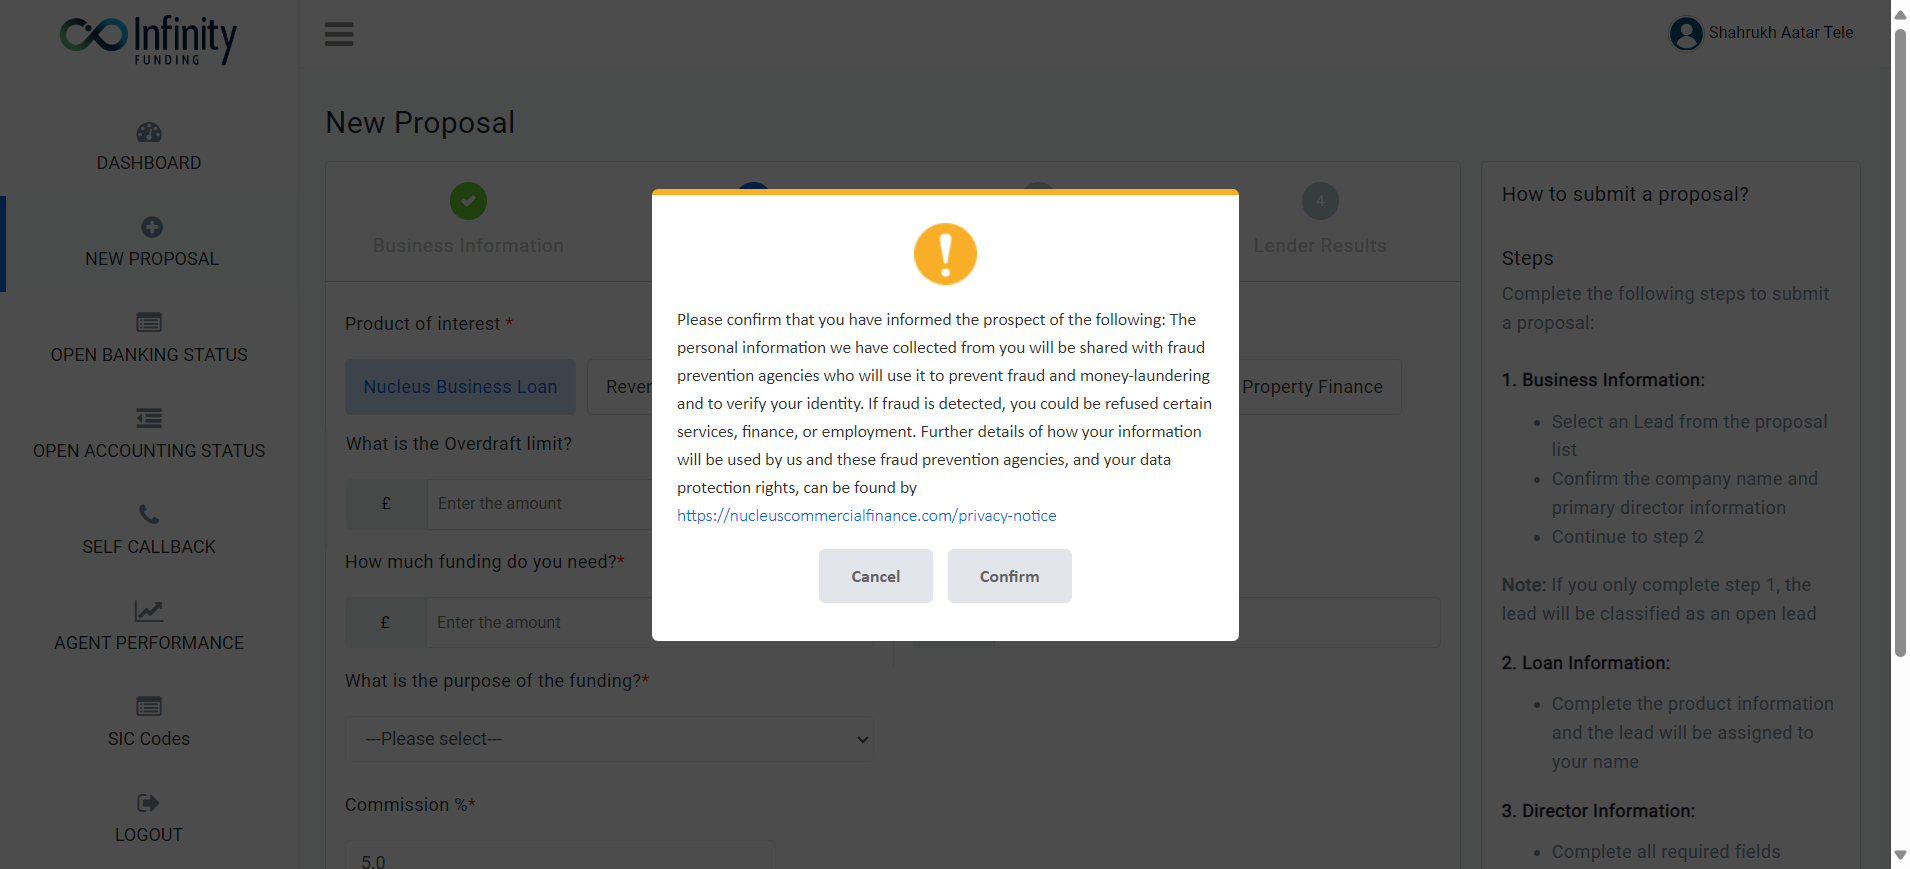 Infinity
FUNDING
Shahrukh Aatar Tele
DASHBOARD
NEW PROPOSAL
OPEN BANKING STATUS
OPEN ACCOUNTING STATUS
SELF CALLBACK
AGENT PERFORMANCE
SIC Codes
LOGOUT
New Proposal
Business Information
4
Lender Results
Product of interest *
Nucleus Business Loan
Property Finance
What is the Overdraft limit?
£
Enter the amount
How much funding do you need?*
£
Enter the amount
What is the purpose of the funding?*
---Please select---
Commission %*
5.0
Please confirm that you have informed the prospect of the following: The
personal information we have collected from you will be shared with fraud
prevention agencies who will use it to prevent fraud and money-laundering
and to verify your identity. If fraud is detected, you could be refused certain
services, finance, or employment. Further details of how your information
will be used by us and these fraud prevention agencies, and your data
protection rights, can be found by
https://nucleuscommercialfinance.com/privacy-notice
Cancel
Confirm
How to submit a proposal?
Steps
Complete the following steps to submit
a proposal:
1. Business Information:
• Select an Lead from the proposal
list
• Confirm the company name and
primary director information
• Continue to step 2
Note: If you only complete step 1, the
lead will be classified as an open lead
2. Loan Information:
• Complete the product information
and the lead will be assigned to
your name
3. Director Information:
• Complete all required fields